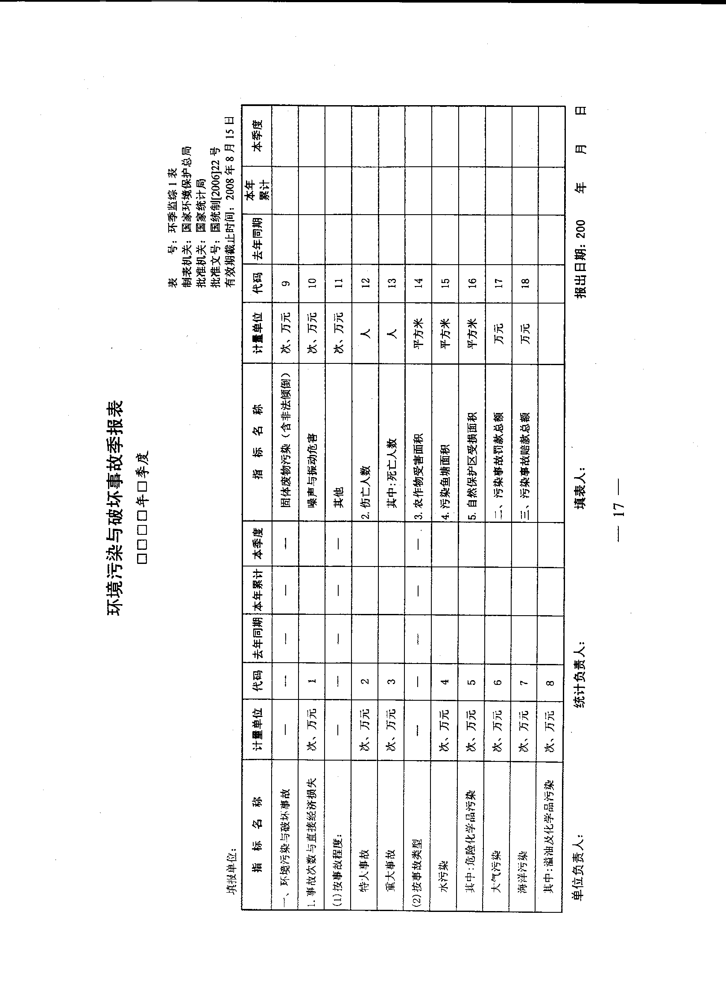 环境污染与破坏事故季报表
□□□□年□季度
表　　号：环季监综1表
制表机关：国家环境保护总局
批准机关：国家统计局
批准文号：国统制[2006]22号
填报单位： 有效期截止时间：2008年8月15日
指 标 名 称 计量单位 代码 去年同期 本年累计 本季度 指 标 名 称 计量单位 代码 去年同期 本年累计 本季度
一、环境污染与破坏事故 — — — — — 固体废物污染（含非法倾倒） 次、万元 9
1.事故次数与直接经济损失 次、万元 1 噪声与振动危害 次、万元 10
(1)按事故程度： — — — — — 其他 次、万元 11
特大事故 次、万元 2 2.伤亡人数 人 12
重大事故 次、万元 3 其中:死亡人数 人 13
(2)按事故类型 — — — — — 3.农作物受害面积 平方米 14
水污染 次、万元 4 4.污染鱼塘面积 平方米 15
其中:危险化学品污染 次、万元 5 5.自然保护区受损面积 平方米 16
大气污染 次、万元 6 二、污染事故罚款总额 万元 17
海洋污染 次、万元 7 三、污染事故赔款总额 万元 18
其中:溢油及化学品污染 次、万元 8
单位负责人： 统计负责人： 填表人： 报出日期：200 年 月 日
— 17 —